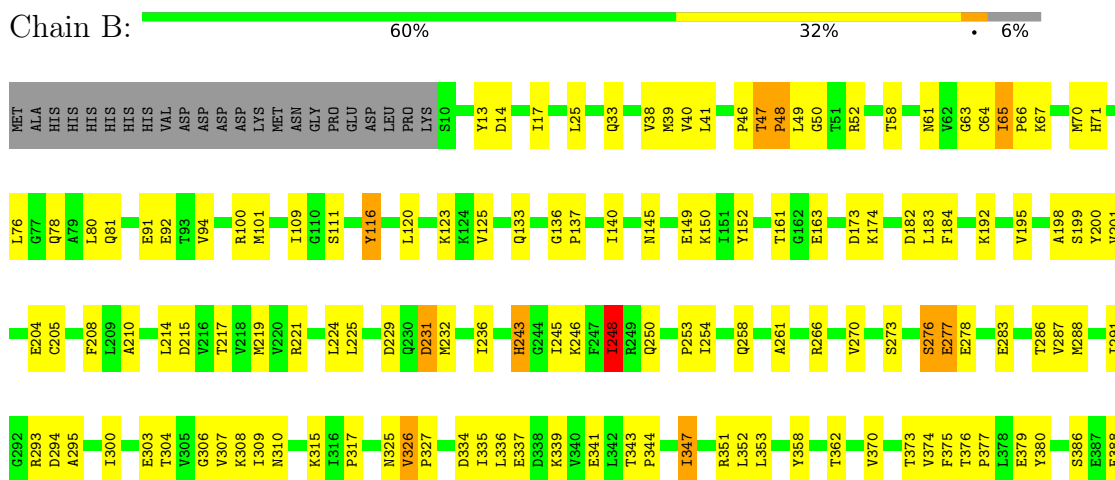 Chain B:
60% 32% • 6%
MET ALA HIS HIS HIS HIS HIS HIS VAL ASP ASP ASP ASP LYS MET ASN GLY PRO GLU ASP LEU PRO LYS S10 Y13 D14 I17 L25 Q33 V38 M39 V40 L41 P46 T47 P48 L49 G50 T51 R52 T58 N61 V62 G63 C64 I65 P66 K67 M70 H71
L76 G77 Q78 A79 L80 Q81 E91 E92 T93 V94 R100 M101 I109 G110 S111 Y116 L120 K123 K124 V125 Q133 G136 P137 I140 N145 E149 K150 I151 Y152 T161 G162 E163 D173 K174 D182 L183 F184 K192 V195 A198 S199 Y200 V201
E204 C205 F208 L209 A210 L214 D215 V216 T217 V218 M219 V220 R221 L224 L225 D229 Q230 D231 M232 I236 H243 G244 I245 K246 F247 I248 R249 Q250 P253 I254 Q258 A261 R266 V270 S273 S276 E277 E278 E283 T286 V287 M288 I291
G292 R293 D294 A295 I300 E303 T304 V305 G306 V307 K308 I309 N310 K315 I316 P317 N325 V326 P327 D334 I335 I336 E337 D338 K339 V340 E341 L342 T343 P344 I347 R351 L352 L353 Y358 T362 V370 T373 V374 F375 T376 P377 L378 E379 Y380 S386 E387